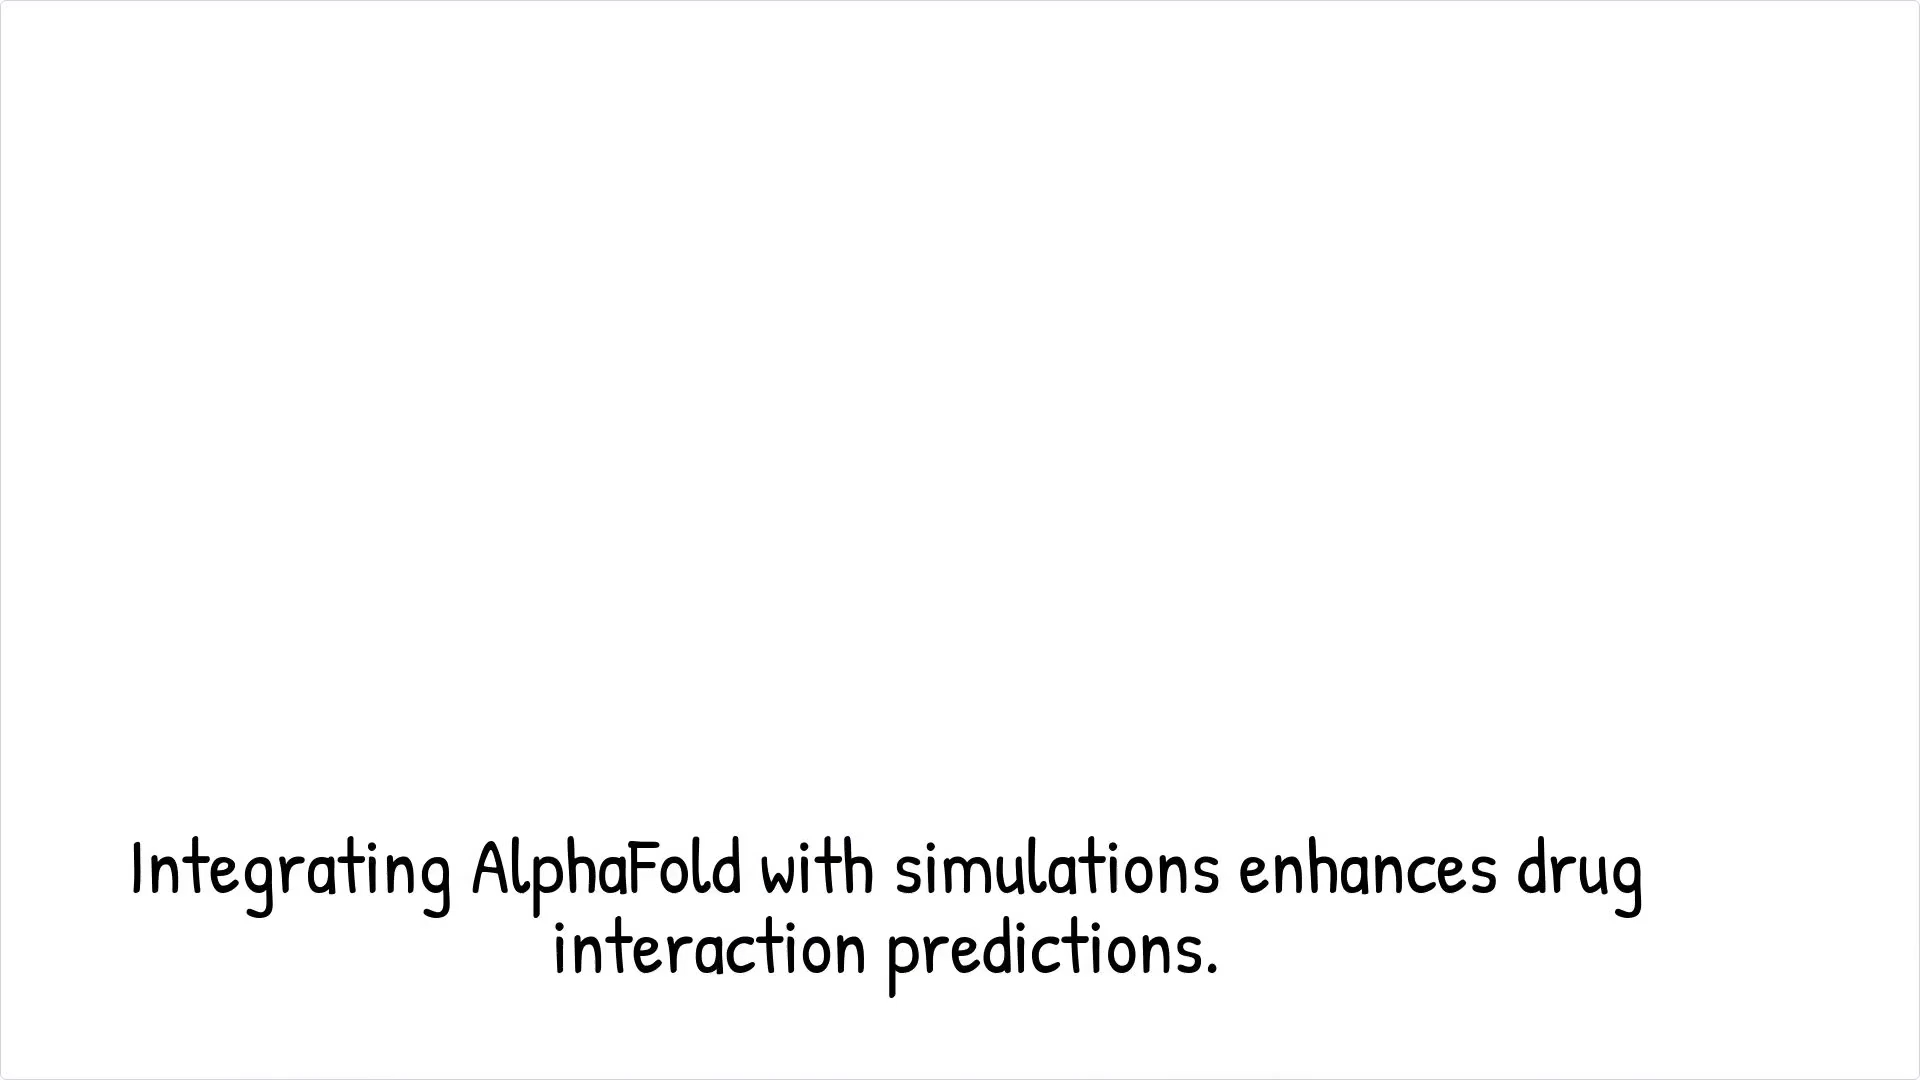 Integrating AlphaFold with simulations enhances drug
interaction predictions.